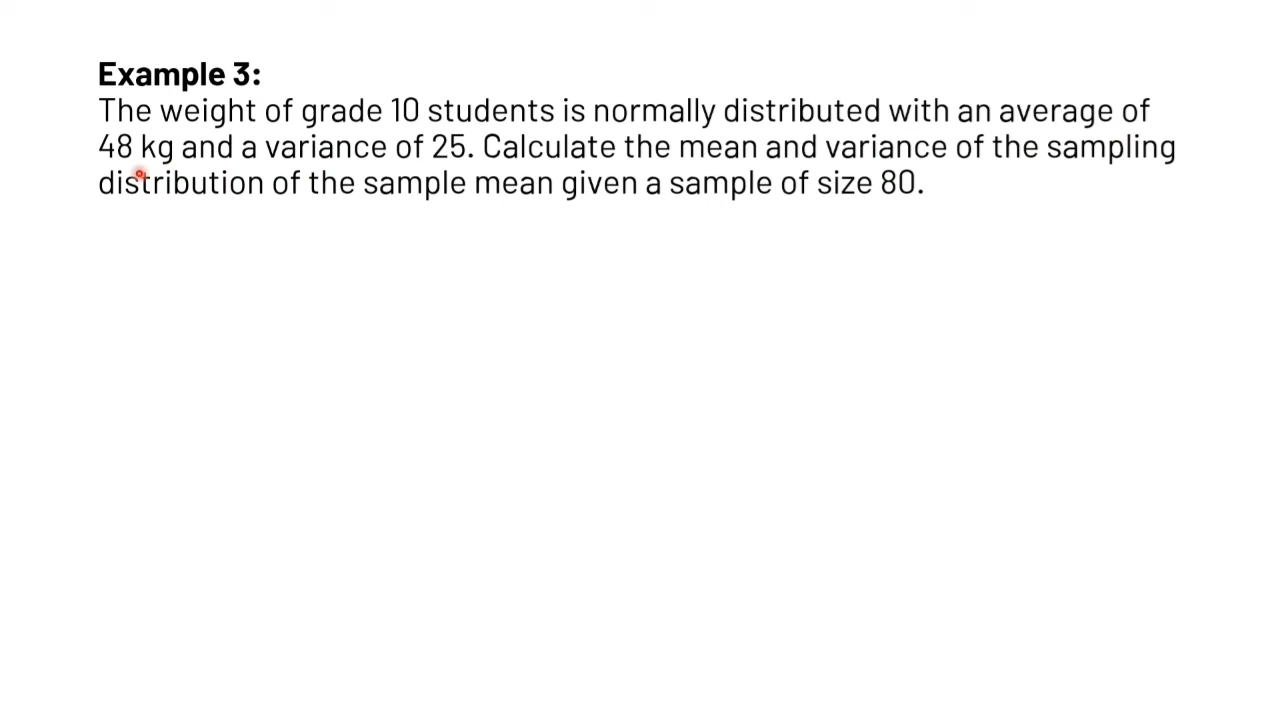 Example 3:
The weight of grade 10 students is normally distributed with an average of
48 kg and a variance of 25. Calculate the mean and variance of the sampling
distribution of the sample mean given a sample of size 80.